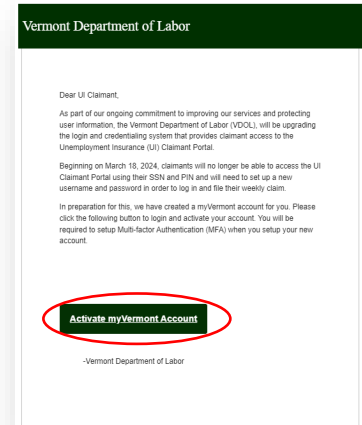 Vermont Department of Labor
Dear UI Claimant,
As part of our ongoing commitment to improving our services and protecting
user information, the Vermont Department of Labor (VDOL), will be upgrading
the login and credentialing system that provides claimant access to the
Unemployment Insurance (UI) Claimant Portal.
Beginning on March 18, 2024, claimants will no longer be able to access the UI
Claimant Portal using their SSN and PIN and will need to set up a new
username and password in order to log in and file their weekly claim.
In preparation for this, we have created a myVermont account for you. Please
click the following button to login and activate your account. You will be
required to setup Multi-factor Authentication (MFA) when you setup your new
account.
Activate myVermont Account
-Vermont Department of Labor